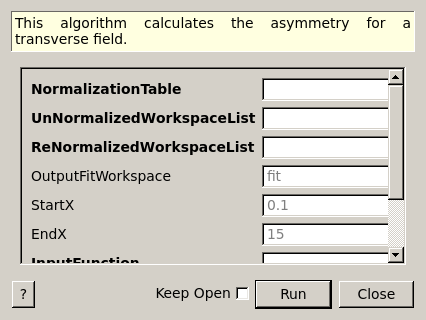 This algorithm calculates the asymmetry for a
transverse field.
NormalizationTable
UnNormalizedWorkspaceList
ReNormalizedWorkspaceList
OutputFitWorkspace fit
StartX 0.1
EndX 15
InputFunction
? Keep Open Run Close